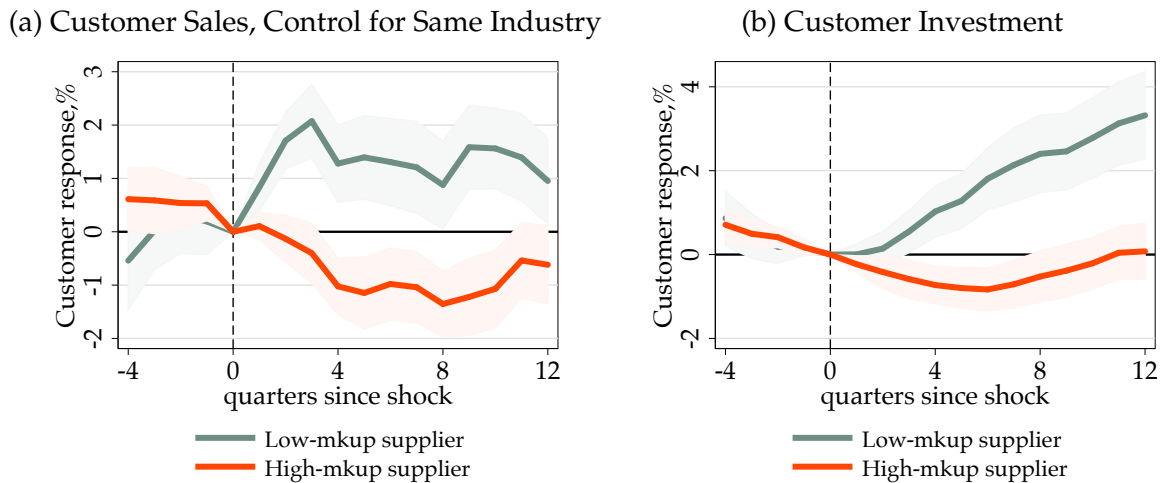 (a) Customer Sales, Control for Same Industry
Customer response,%
3
2
1
0
-1
-2
-4
0
4
8
12
quarters since shock
Low-mkup supplier
High-mkup supplier
(b) Customer Investment
Customer response,%
4
2
0
-2
-4
0
4
8
12
quarters since shock
Low-mkup supplier
High-mkup supplier